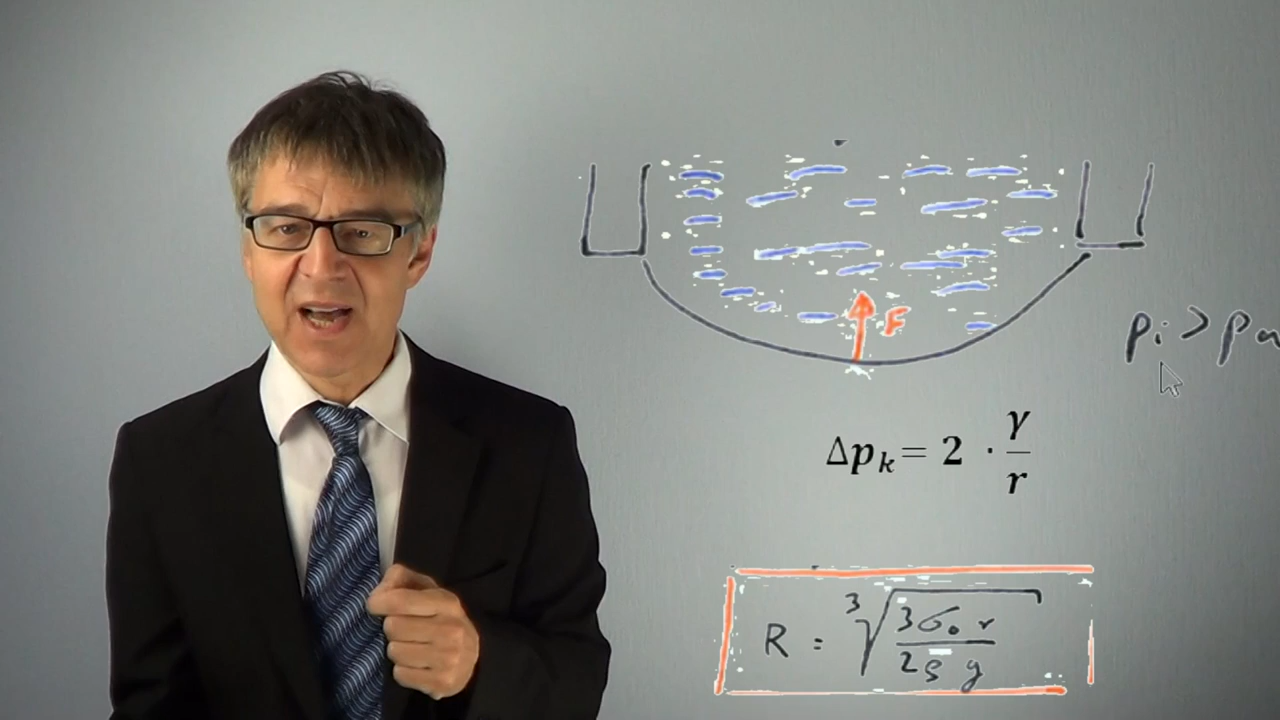 F
pᵢ > pa
Δpₖ = 2 · γ/r
R = ∛(3σ₀ r / 2ρ g)